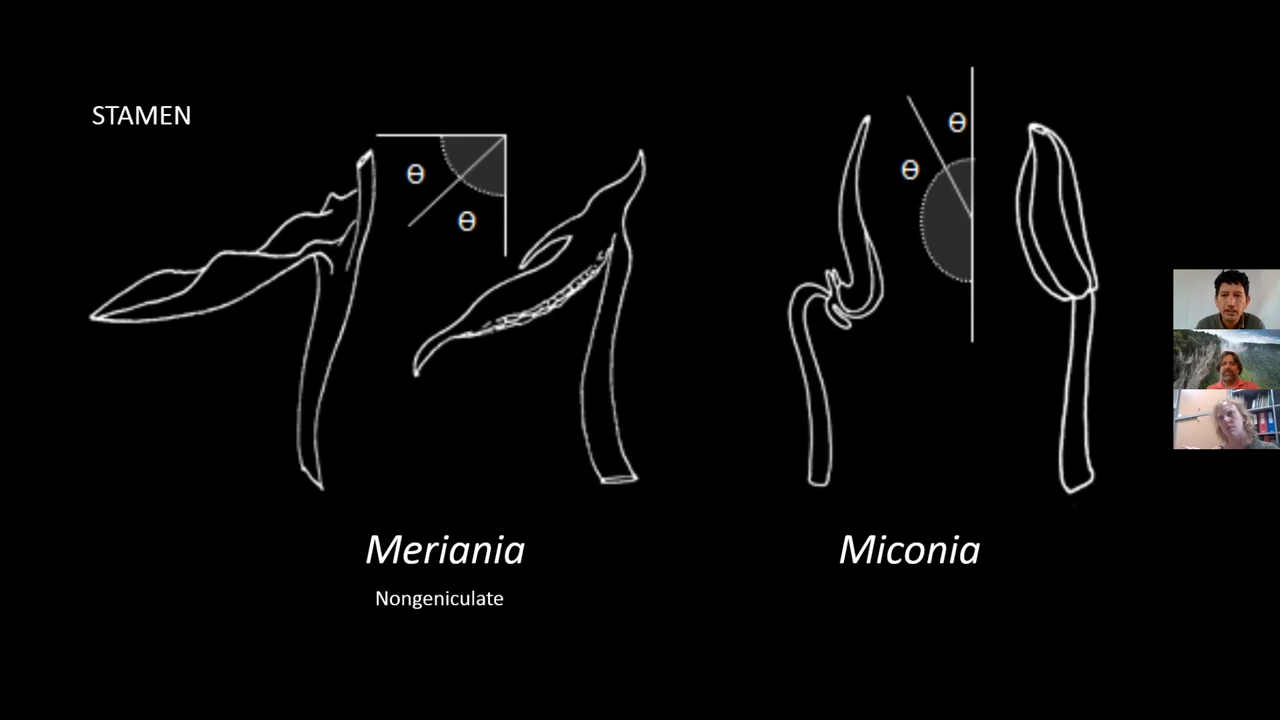 STAMEN
Ɵ
Ɵ
Ɵ
Ɵ
Meriania
Miconia
Nongeniculate